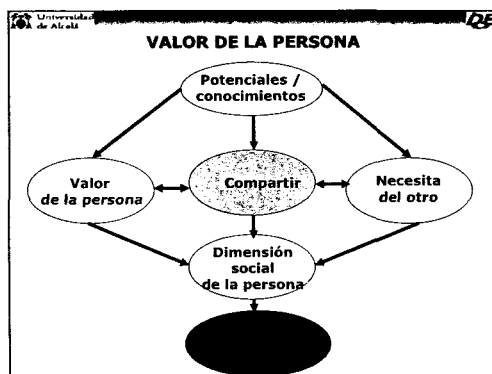 Universidad
de Alcalá
DE
VALOR DE LA PERSONA
Potenciales /
conocimientos
Valor
de la persona
Compartir
Necesita
del otro
Dimensión
social
de la persona